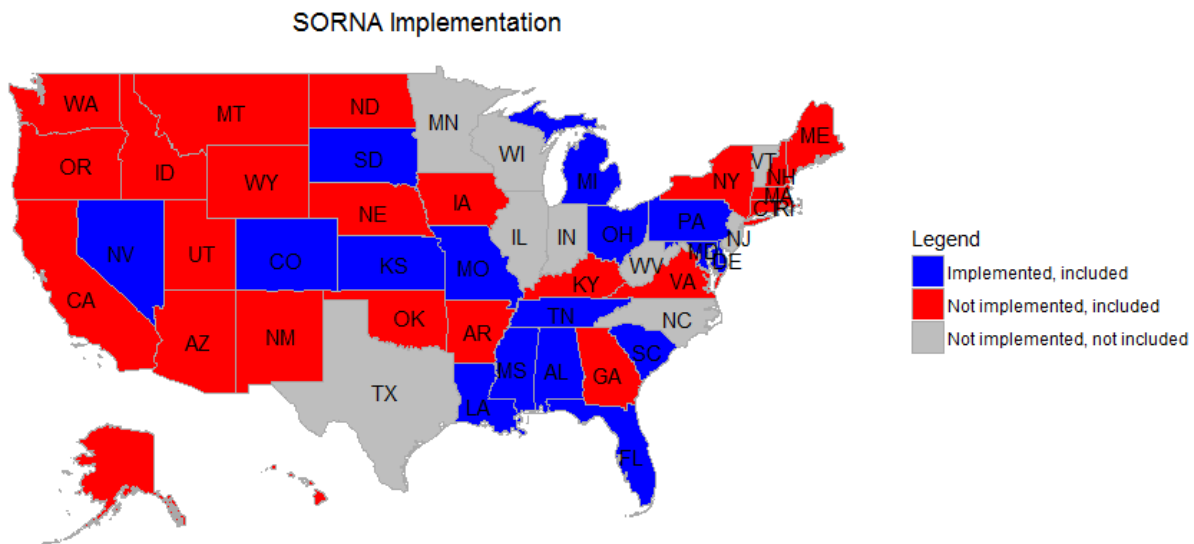 SORNA Implementation
WA
MT
ND
MN
ME
OR
ID
SD
WI
VT
WY
MI
NY
NH
MA
CT
RI
NE
IA
PA
NJ
NV
UT
CO
IL
IN
OH
MD
DE
KS
MO
WV
VA
CA
KY
AZ
NM
OK
AR
TN
NC
SC
TX
MS
AL
GA
LA
FL
Legend
Implemented, included
Not implemented, included
Not implemented, not included